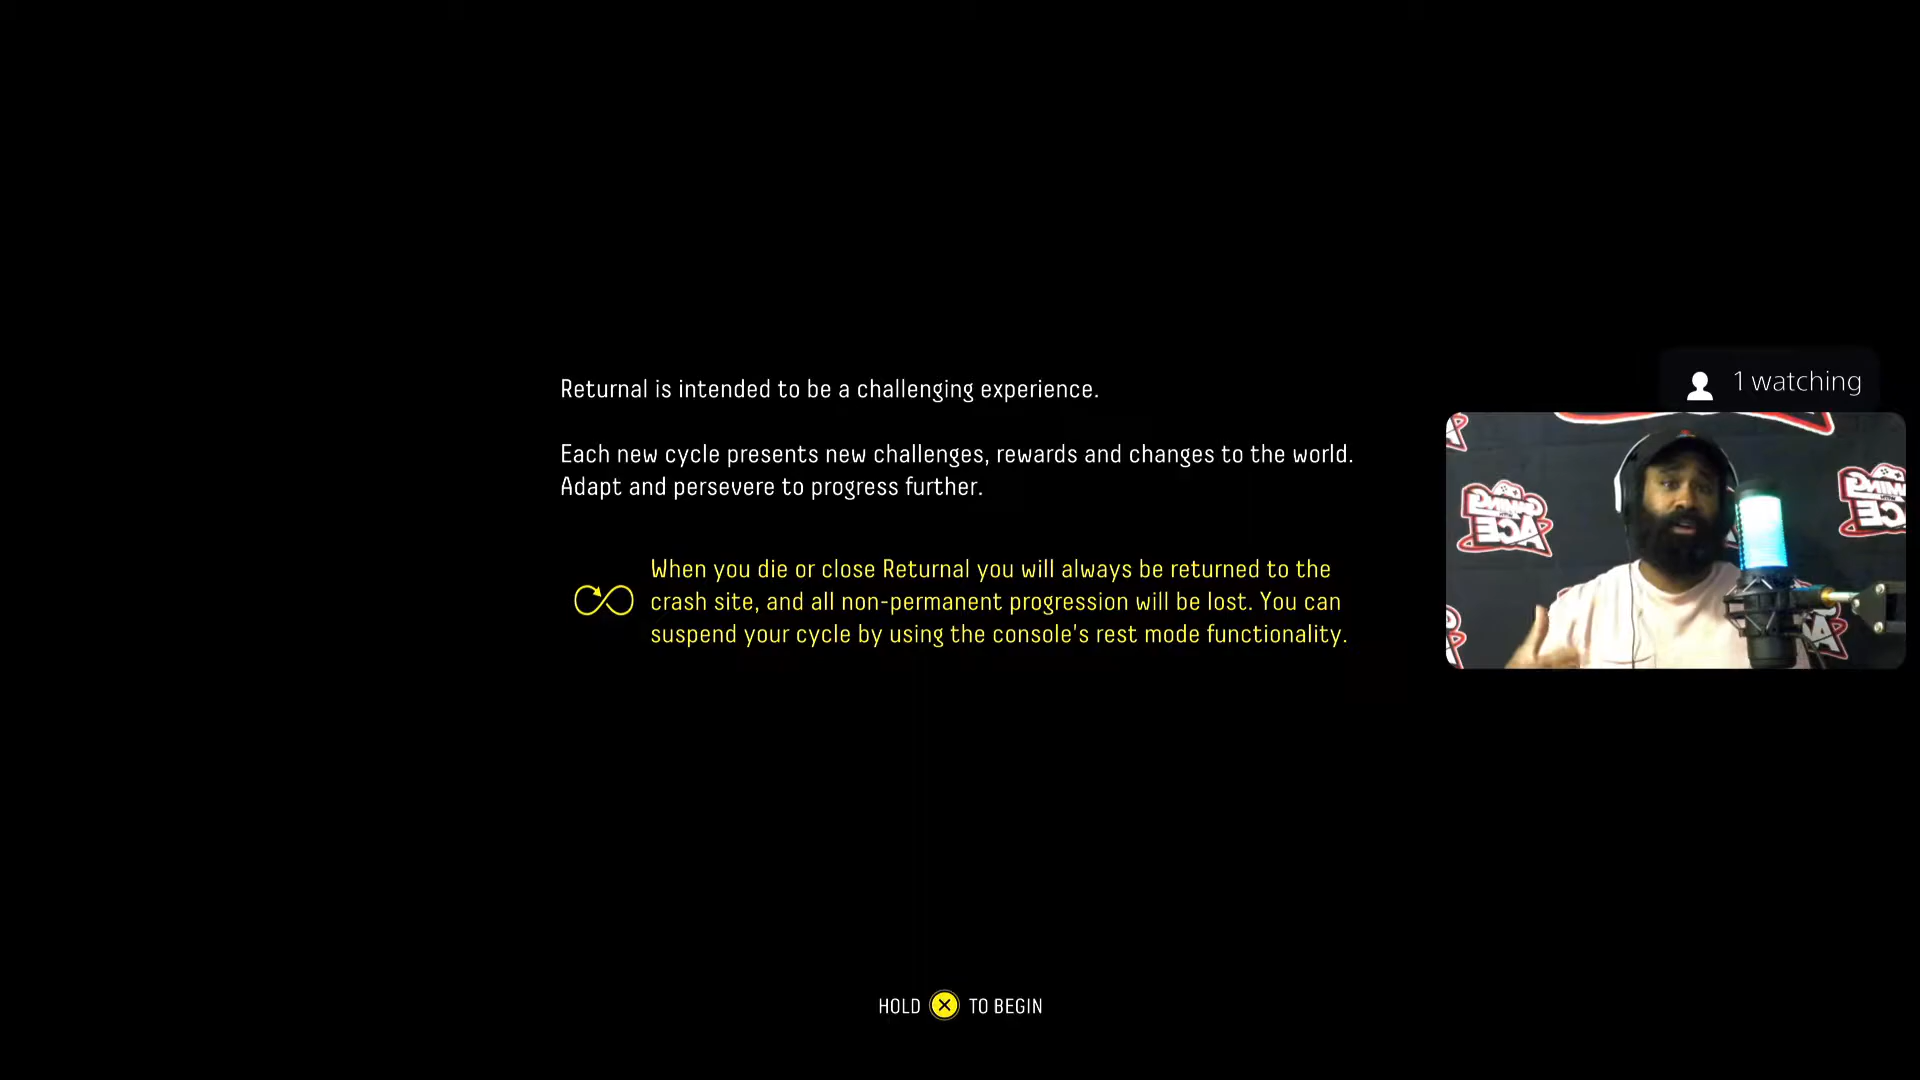 Returnal is intended to be a challenging experience.
Each new cycle presents new challenges, rewards and changes to the world.
Adapt and persevere to progress further.
When you die or close Returnal you will always be returned to the
crash site, and all non-permanent progression will be lost. You can
suspend your cycle by using the console's rest mode functionality.
1 watching
GAMING
WITH
ACE
HOLD ✕ TO BEGIN